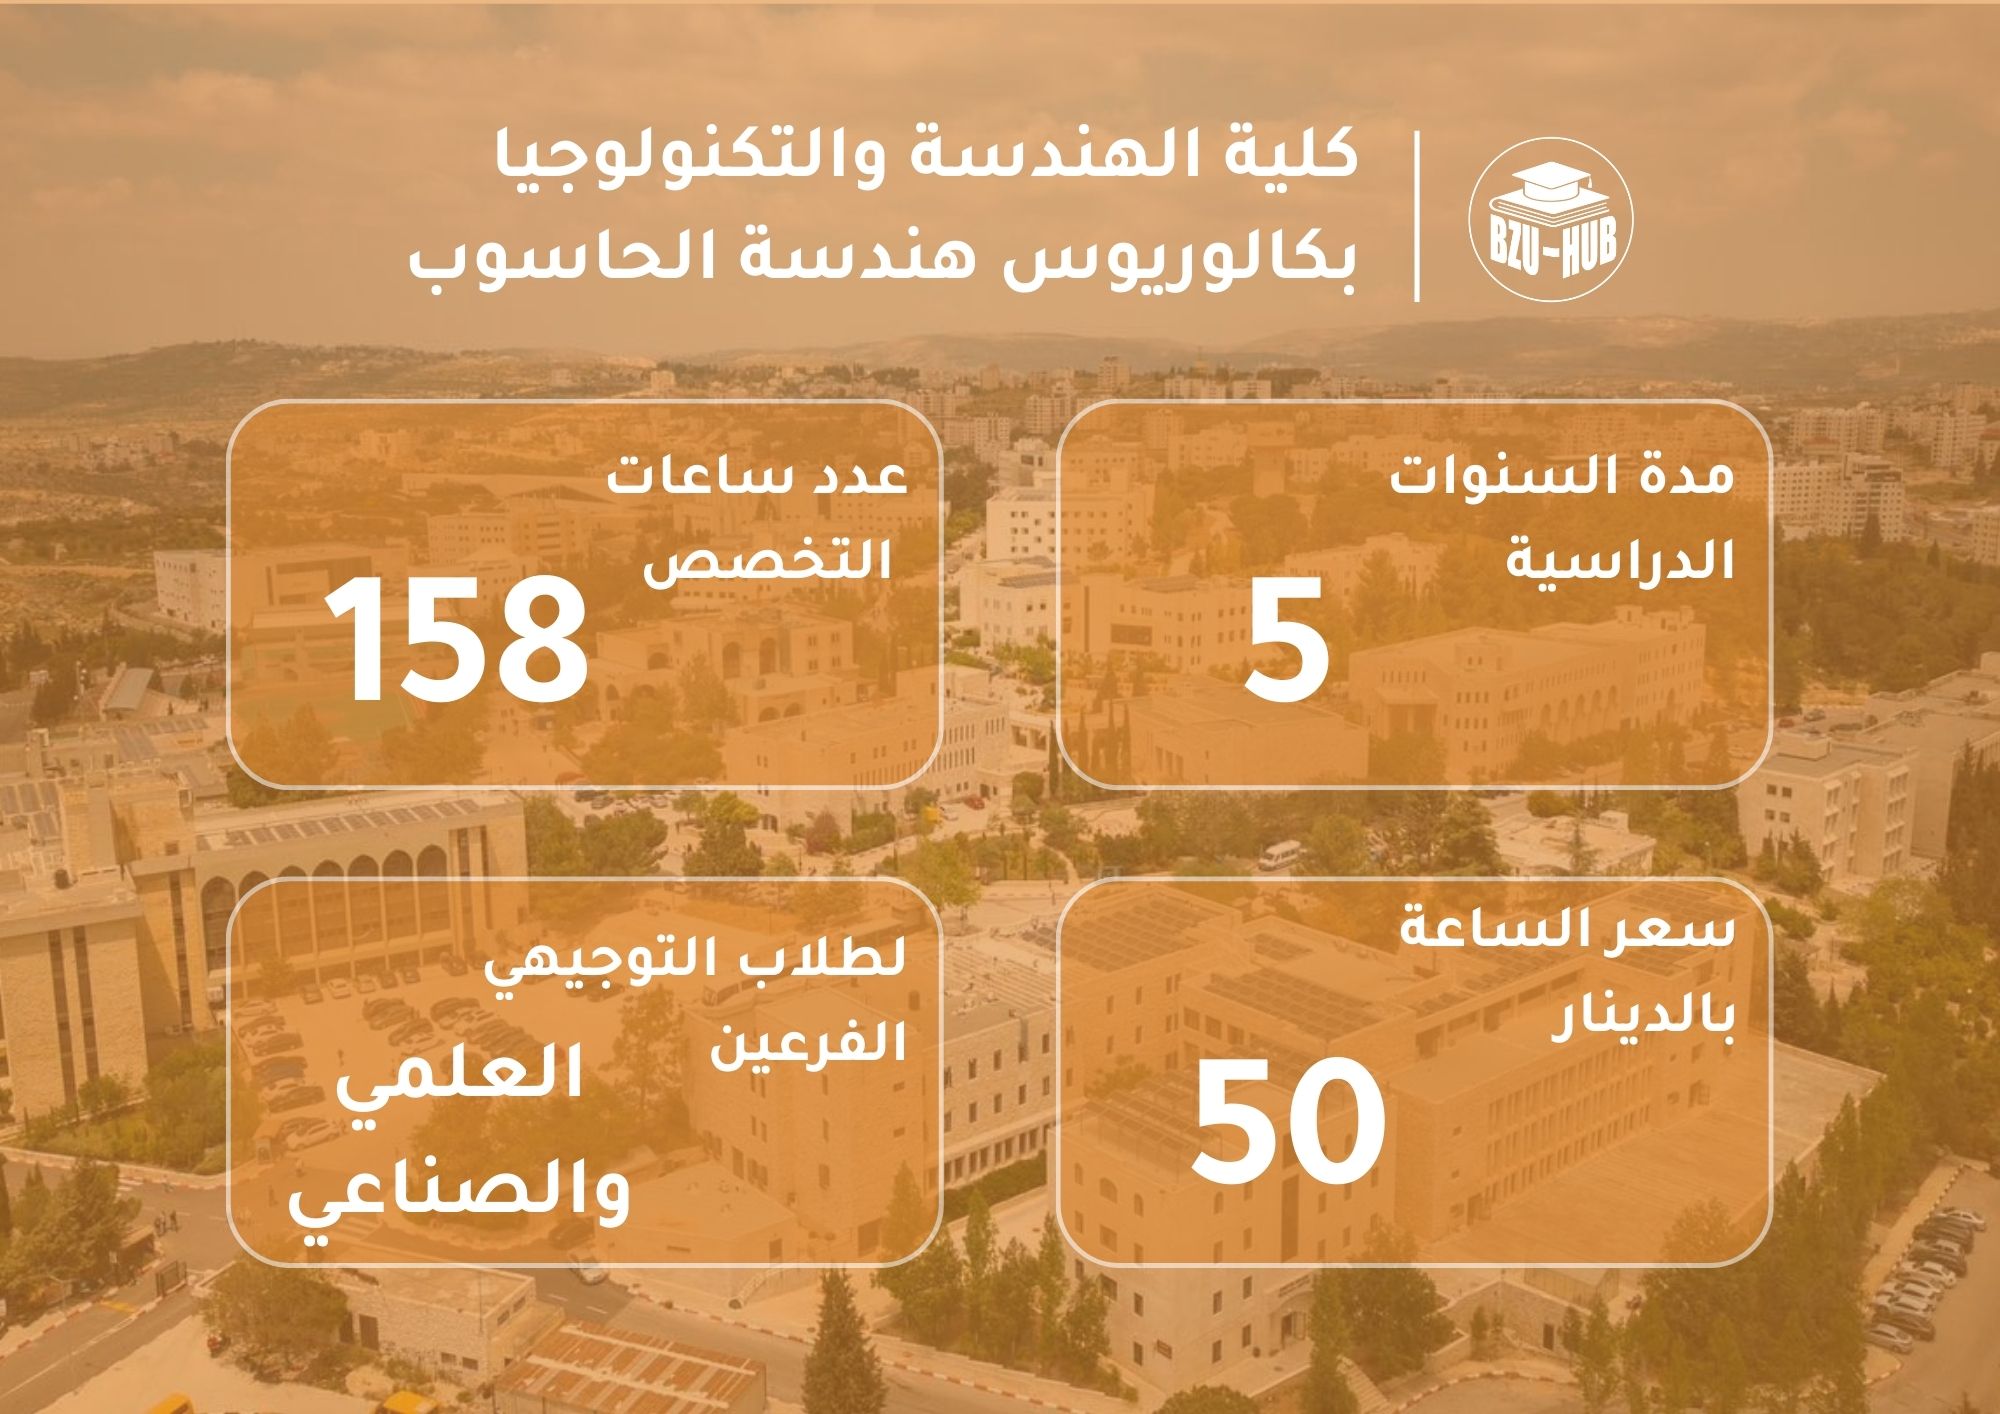 كلية الهندسة والتكنولوجيا
بكالوريوس هندسة الحاسوب
BZU-HUB
مدة السنوات
الدراسية
5
عدد ساعات
التخصص
158
سعر الساعة
بالدينار
50
لطلاب التوجيهي
الفرعين
العلمي
والصناعي